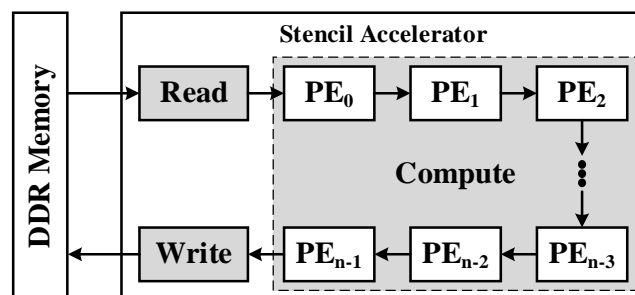 Stencil Accelerator
DDR Memory
Read
PE₀
PE₁
PE₂
Compute
Write
PEₙ₋₁
PEₙ₋₂
PEₙ₋₃